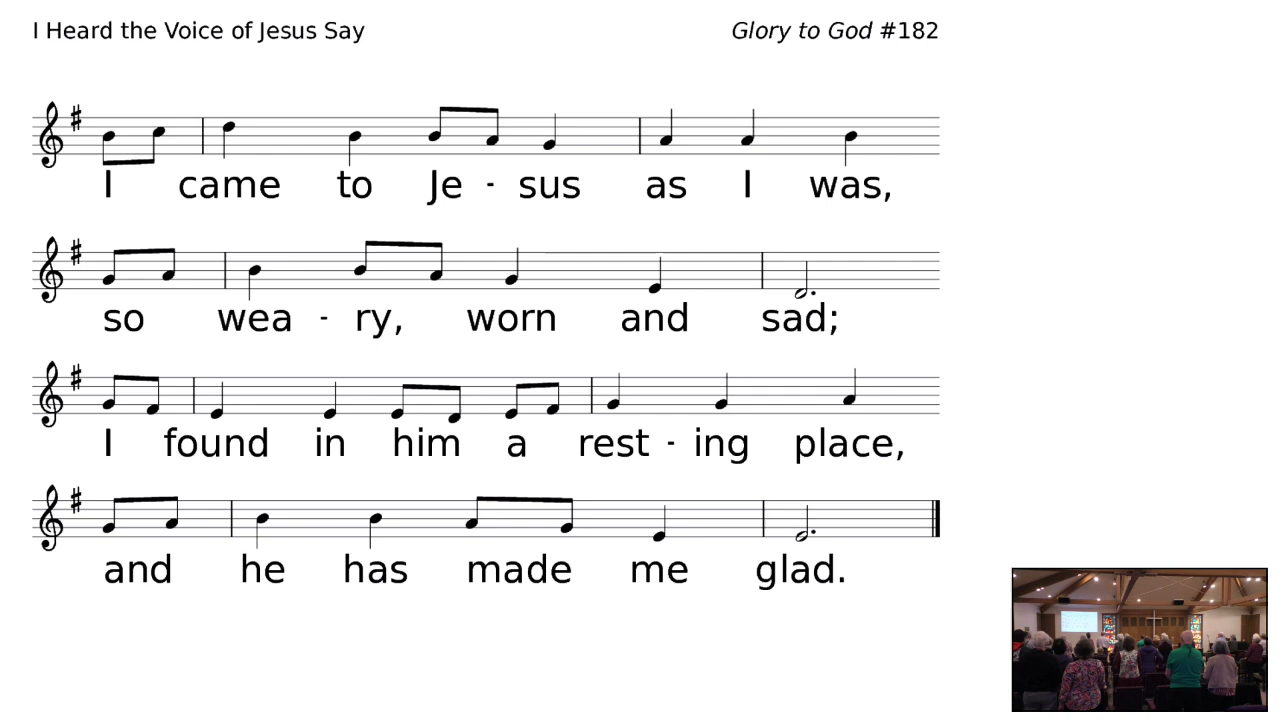 I Heard the Voice of Jesus Say
Glory to God #182
I came to Je - sus as I was,
so wea - ry, worn and sad;
I found in him a rest - ing place,
and he has made me glad.